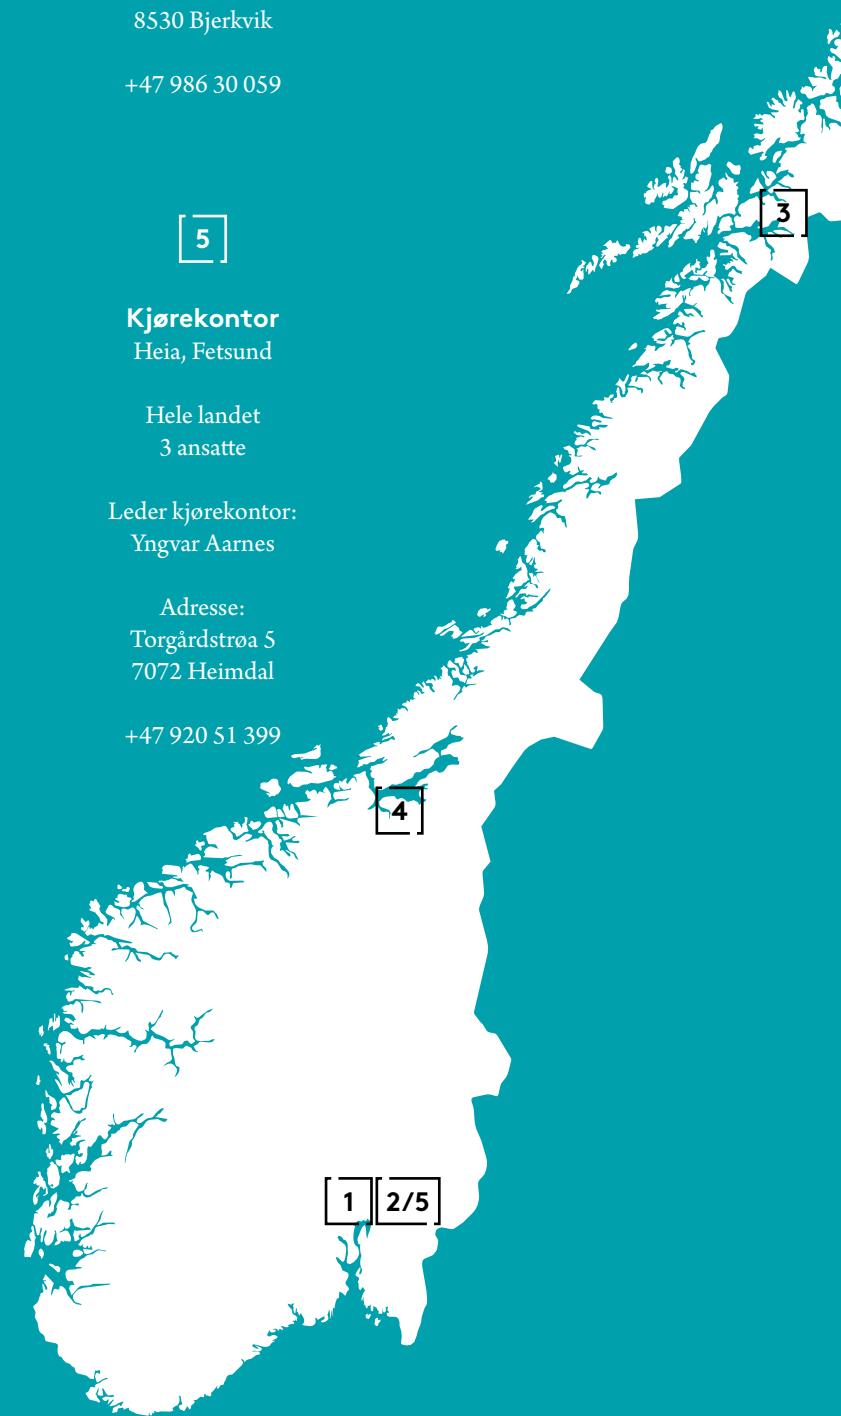 8530 Bjerkvik
+47 986 30 059
5
Kjørekontor
Heia, Fetsund
Hele landet
3 ansatte
Leder kjørekontor:
Yngvar Aarnes
Adresse:
Torgårdstrøa 5
7072 Heimdal
+47 920 51 399
3
4
1
2/5